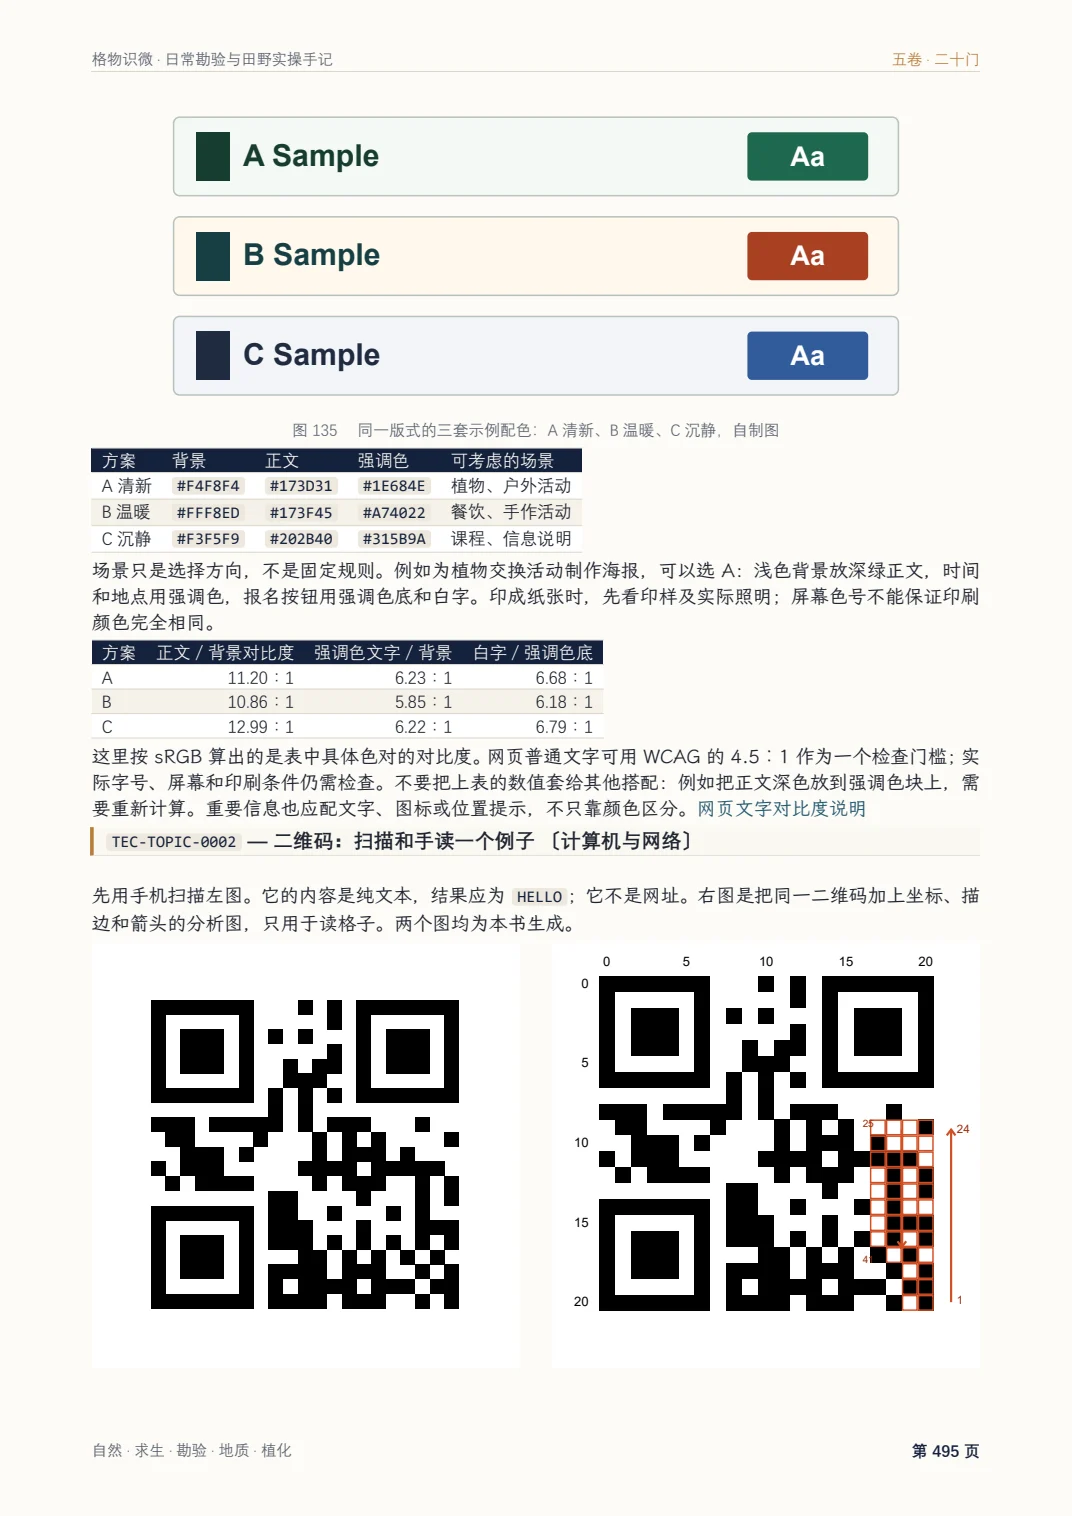 格物识微 · 日常勘验与田野实操手记
五卷 · 二十门
A Sample
Aa
B Sample
Aa
C Sample
Aa
图 135 同一版式的三套示例配色：A 清新、B 温暖、C 沉静，自制图
方案 背景 正文 强调色 可考虑的场景
A 清新 #F4F8F4 #173D31 #1E684E 植物、户外活动
B 温暖 #FFF8ED #173F45 #A74022 餐饮、手作活动
C 沉静 #F3F5F9 #202B40 #315B9A 课程、信息说明
场景只是选择方向，不是固定规则。例如为植物交换活动制作海报，可以选 A：浅色背景放深绿正文，时间
和地点用强调色，报名按钮用强调色底和白字。印成纸张时，先看印样及实际照明；屏幕色号不能保证印刷
颜色完全相同。
方案 正文 / 背景对比度 强调色文字 / 背景 白字 / 强调色底
A 11.20：1 6.23：1 6.68：1
B 10.86：1 5.85：1 6.18：1
C 12.99：1 6.22：1 6.79：1
这里按 sRGB 算出的是表中具体色对的对比度。网页普通文字可用 WCAG 的 4.5：1 作为一个检查门槛；实
际字号、屏幕和印刷条件仍需检查。不要把上表的数值套给其他搭配：例如把正文深色放到强调色块上，需
要重新计算。重要信息也应配文字、图标或位置提示，不只靠颜色区分。网页文字对比度说明
TEC-TOPIC-0002 — 二维码：扫描和手读一个例子 〔计算机与网络〕
先用手机扫描左图。它的内容是纯文本，结果应为 HELLO；它不是网址。右图是把同一二维码加上坐标、描
边和箭头的分析图，只用于读格子。两个图均为本书生成。
0 5 10 15 20
0
5
10
15
20
25
24
1
自然 · 求生 · 勘验 · 地质 · 植化
第 495 页